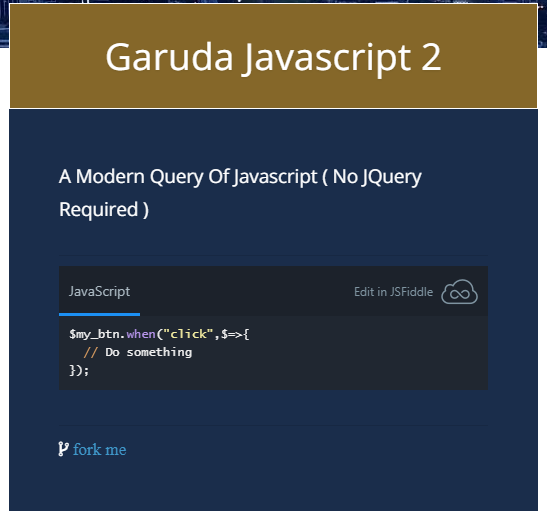 Garuda Javascript 2
A Modern Query Of Javascript ( No JQuery
Required )
JavaScript
Edit in JSFiddle
$my_btn.when("click",$=>{
// Do something
});
fork me